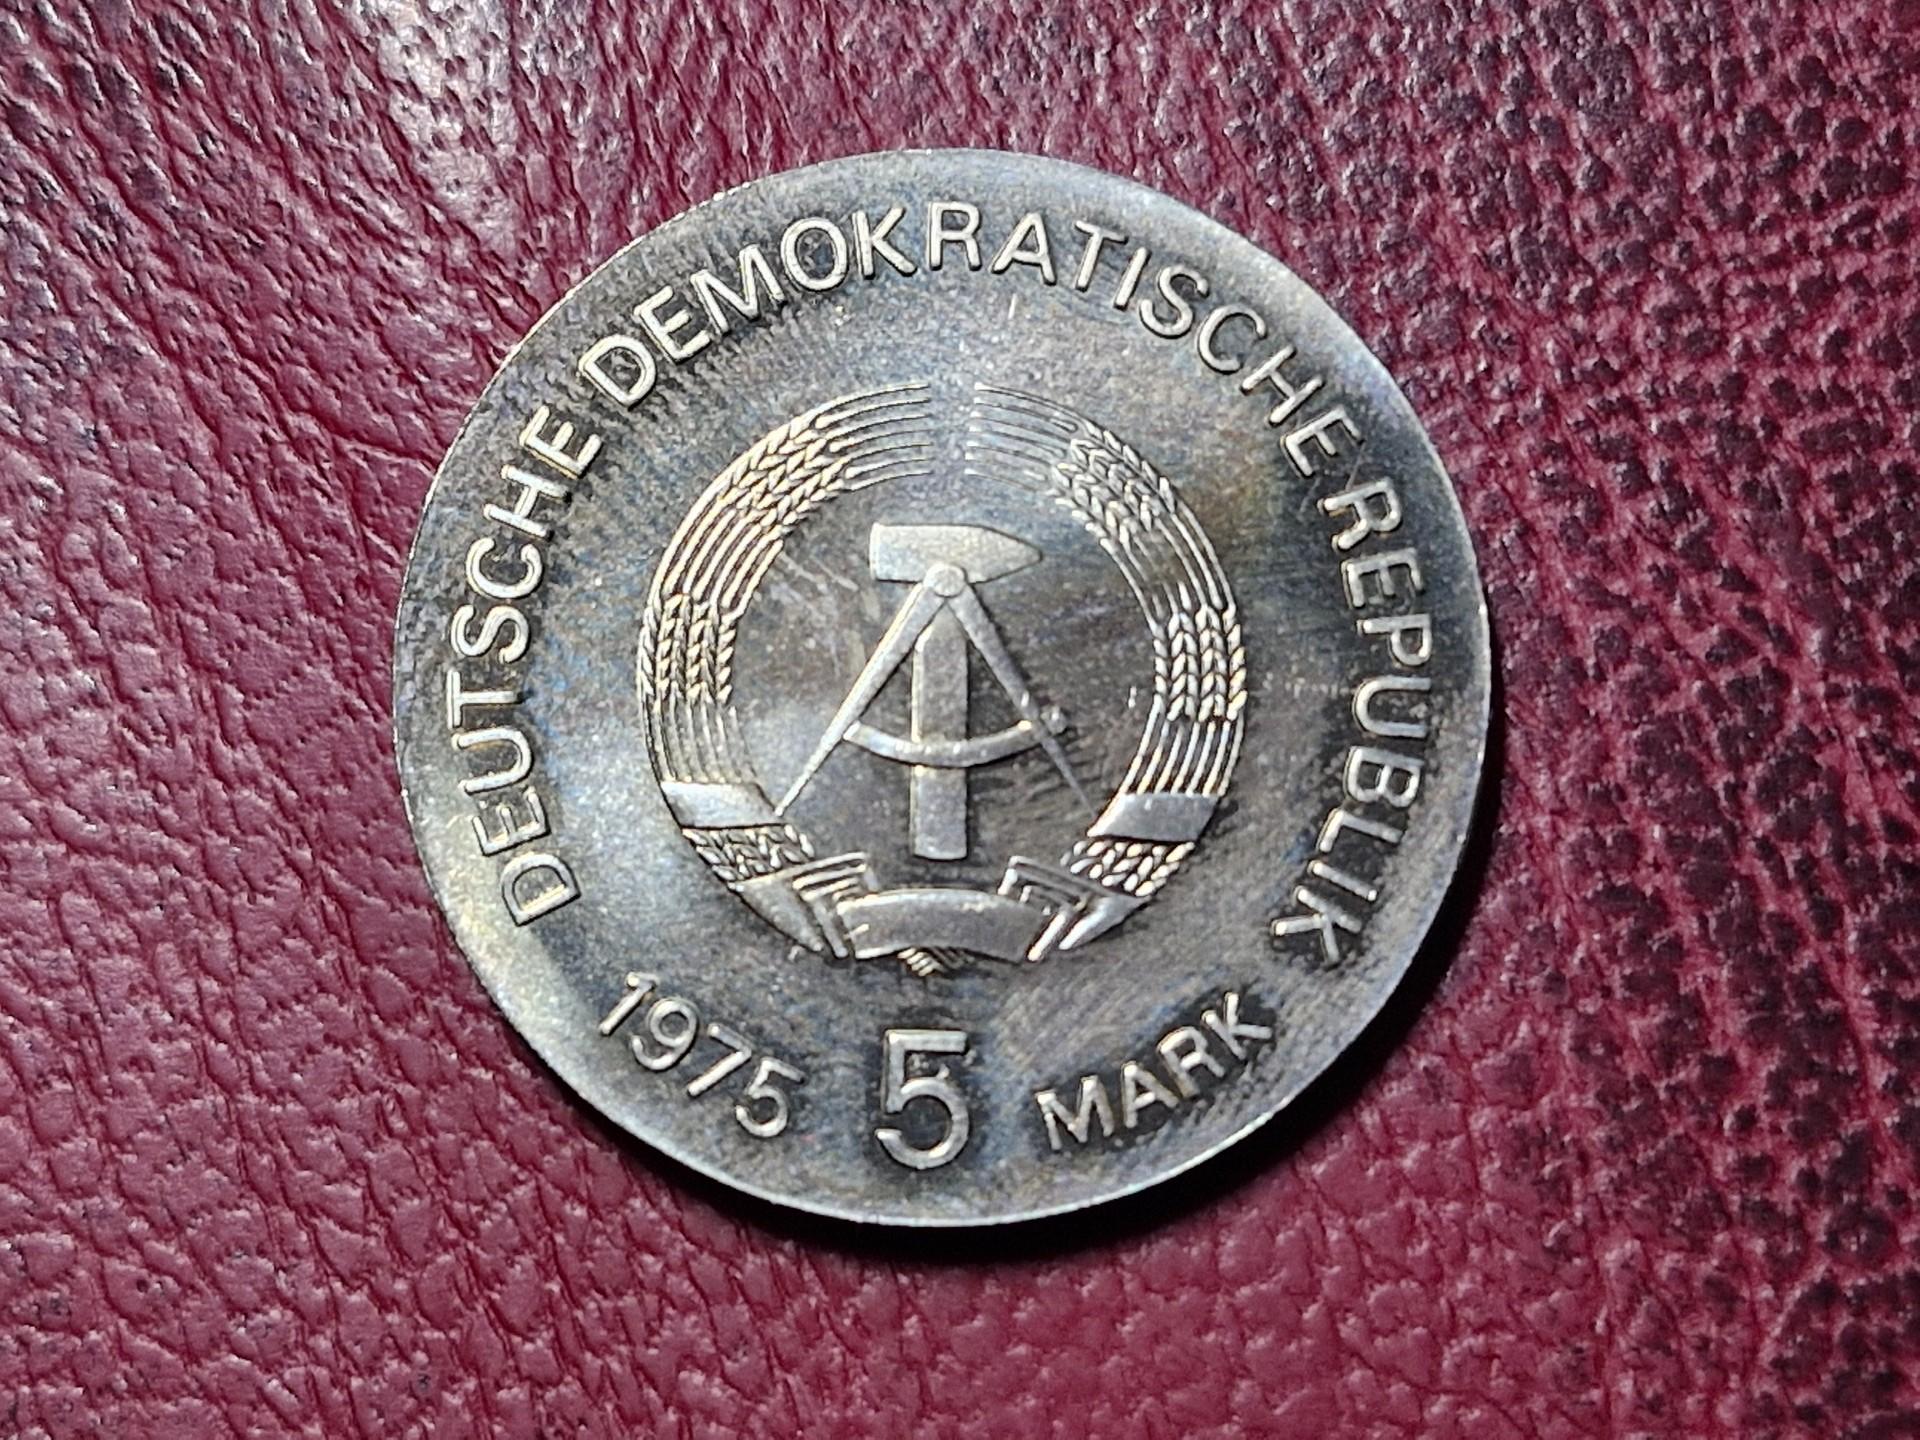 DEUTSCHE DEMOKRATISCHE REPUBLIK
1975 5 MARK